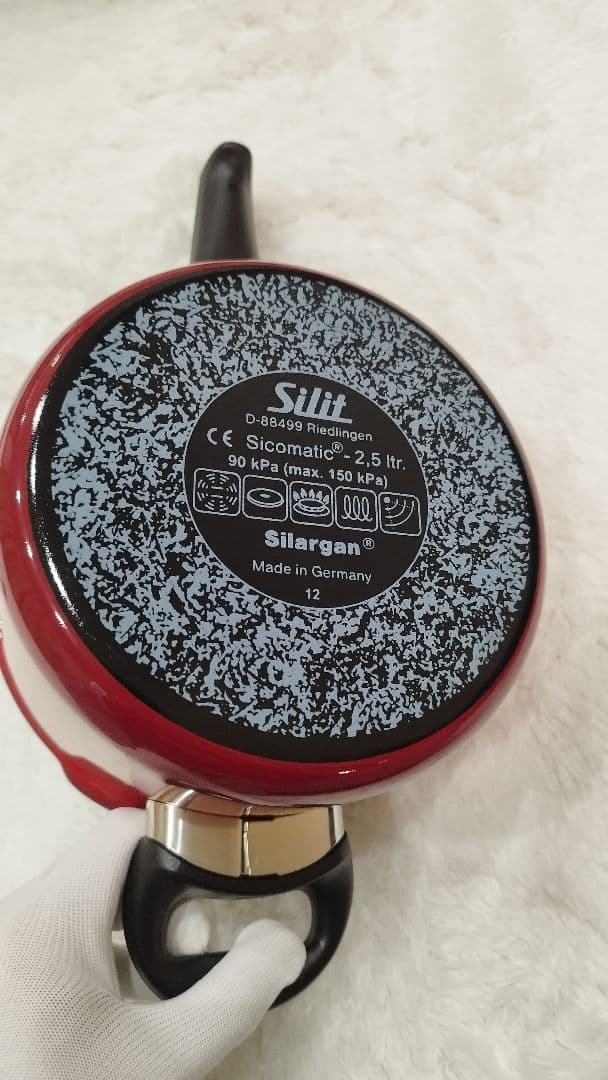 Silit
D-88499 Riedlingen
CE Sicomatic® - 2,5 ltr.
90 kPa (max. 150 kPa)
Silargan®
Made in Germany
12